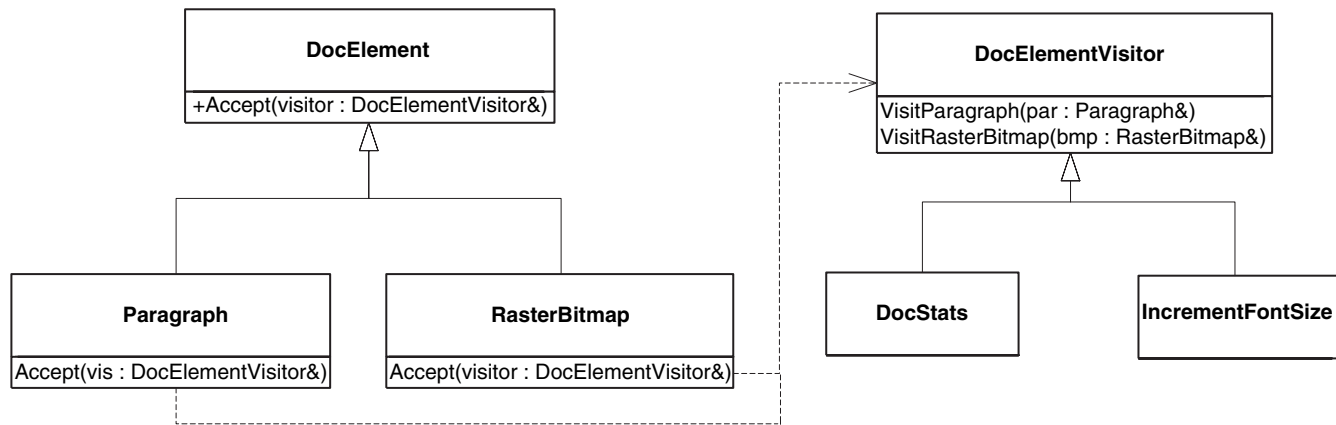 DocElement
+Accept(visitor : DocElementVisitor&)
DocElementVisitor
VisitParagraph(par : Paragraph&)
VisitRasterBitmap(bmp : RasterBitmap&)
Paragraph
Accept(vis : DocElementVisitor&)
RasterBitmap
Accept(visitor : DocElementVisitor&)
DocStats
IncrementFontSize